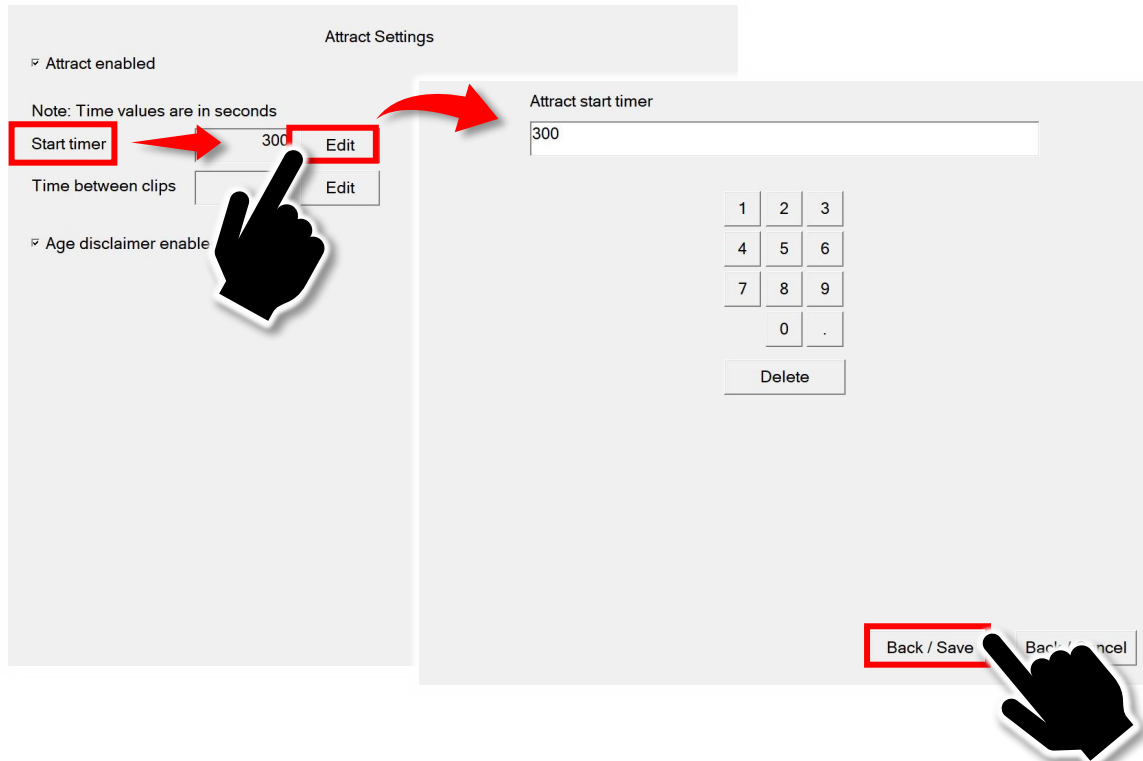 Attract Settings
Attract enabled
Note: Time values are in seconds
Start timer 300 Edit
Time between clips Edit
Age disclaimer enable
Attract start timer
300
1 2 3
4 5 6
7 8 9
0 .
Delete
Back / Save
Back /